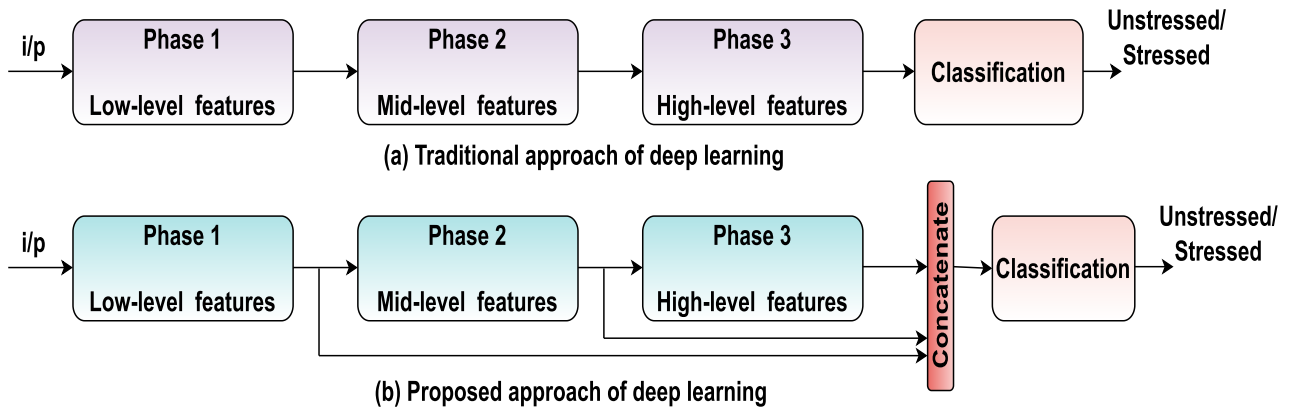 i/p
Phase 1
Low-level features
Phase 2
Mid-level features
Phase 3
High-level features
Classification
Unstressed/
Stressed
(a) Traditional approach of deep learning
i/p
Phase 1
Low-level features
Phase 2
Mid-level features
Phase 3
High-level features
Concatenate
Classification
Unstressed/
Stressed
(b) Proposed approach of deep learning